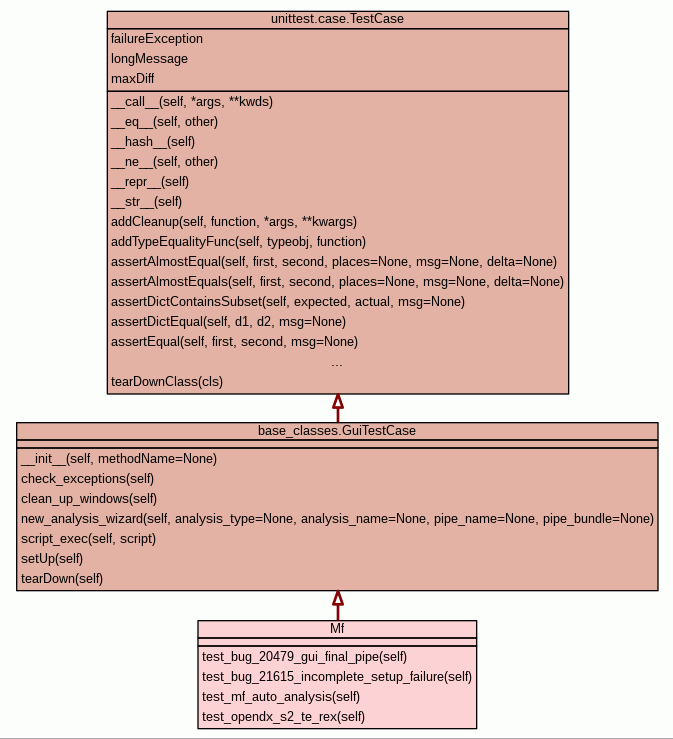 unittest.case.TestCase
failureException
longMessage
maxDiff
__call__(self, *args, **kwds)
__eq__(self, other)
__hash__(self)
__ne__(self, other)
__repr__(self)
__str__(self)
addCleanup(self, function, *args, **kwargs)
addTypeEqualityFunc(self, typeobj, function)
assertAlmostEqual(self, first, second, places=None, msg=None, delta=None)
assertAlmostEquals(self, first, second, places=None, msg=None, delta=None)
assertDictContainsSubset(self, expected, actual, msg=None)
assertDictEqual(self, d1, d2, msg=None)
assertEqual(self, first, second, msg=None)
...
tearDownClass(cls)
base_classes.GuiTestCase
__init__(self, methodName=None)
check_exceptions(self)
clean_up_windows(self)
new_analysis_wizard(self, analysis_type=None, analysis_name=None, pipe_name=None, pipe_bundle=None)
script_exec(self, script)
setUp(self)
tearDown(self)
Mf
test_bug_20479_gui_final_pipe(self)
test_bug_21615_incomplete_setup_failure(self)
test_mf_auto_analysis(self)
test_opendx_s2_te_rex(self)